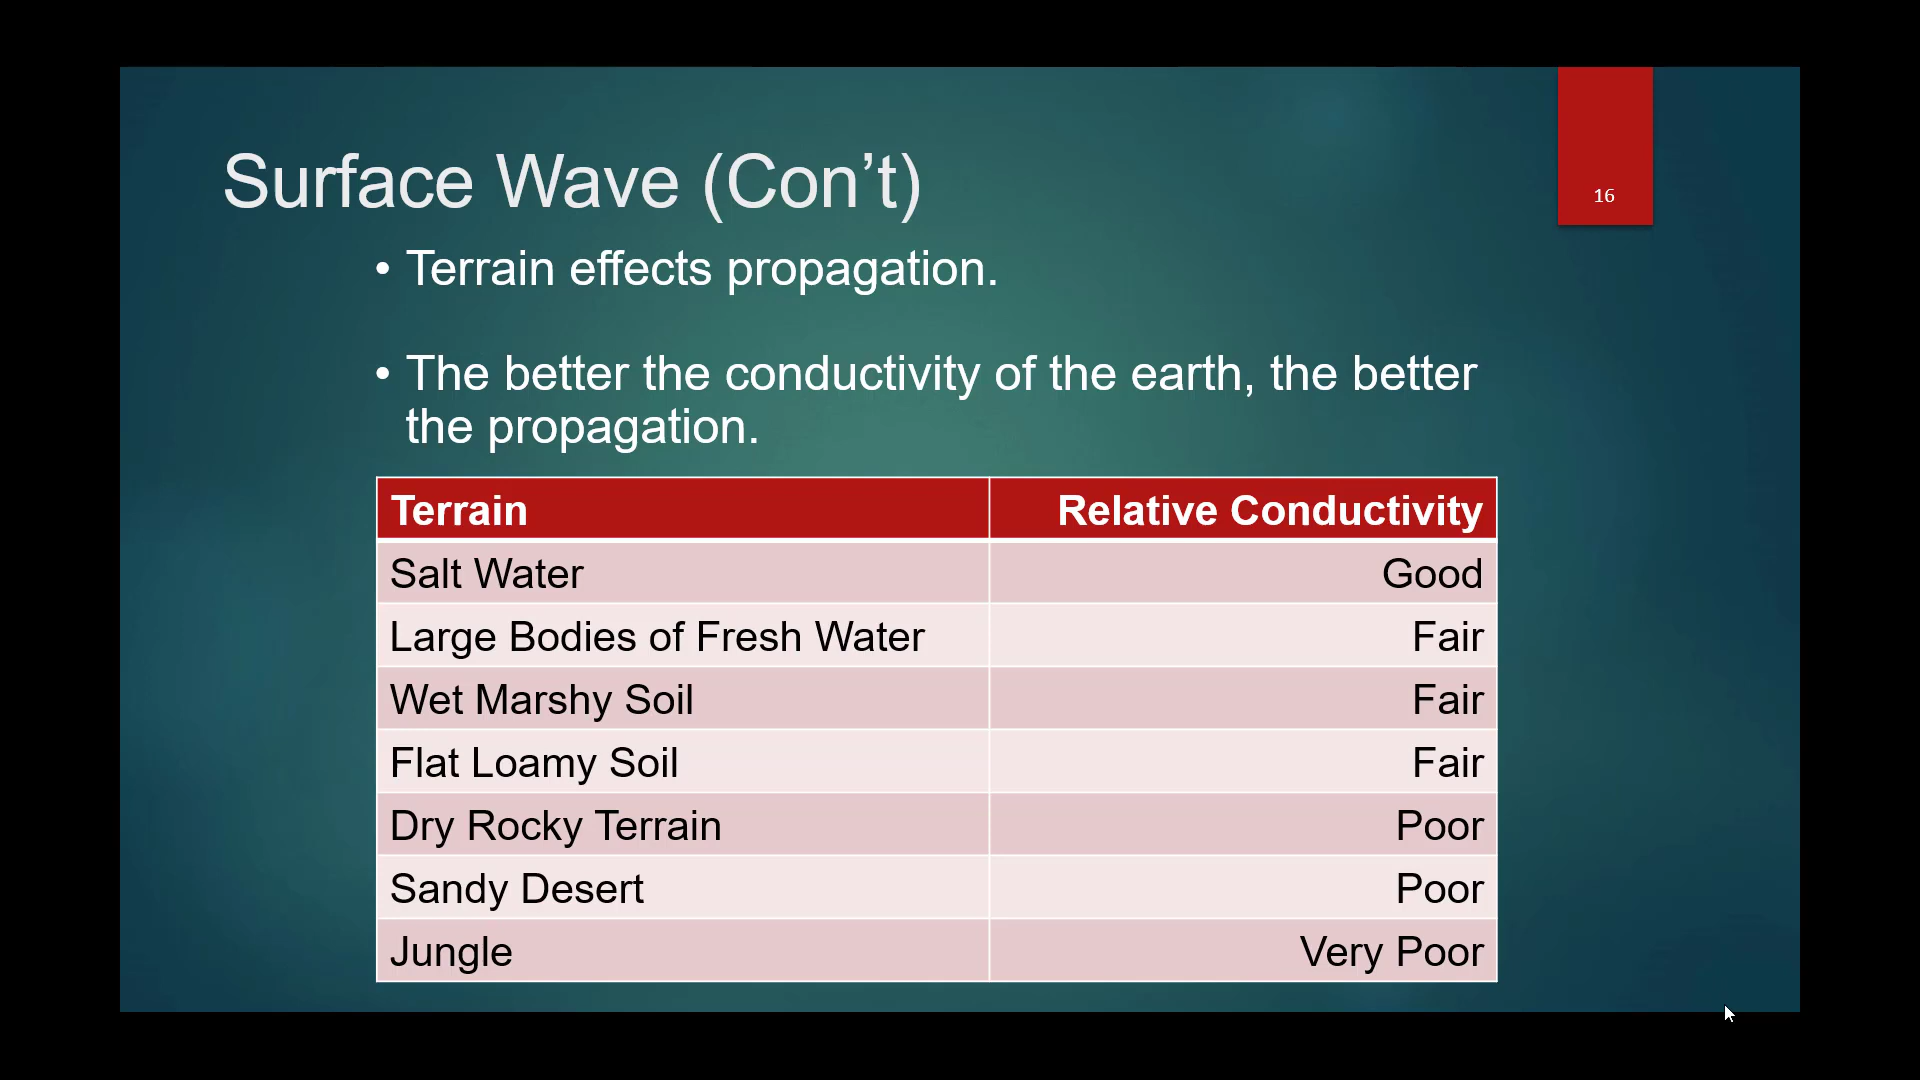 Surface Wave (Con’t)
16
• Terrain effects propagation.
• The better the conductivity of the earth, the better
the propagation.
Terrain Relative Conductivity
Salt Water Good
Large Bodies of Fresh Water Fair
Wet Marshy Soil Fair
Flat Loamy Soil Fair
Dry Rocky Terrain Poor
Sandy Desert Poor
Jungle Very Poor